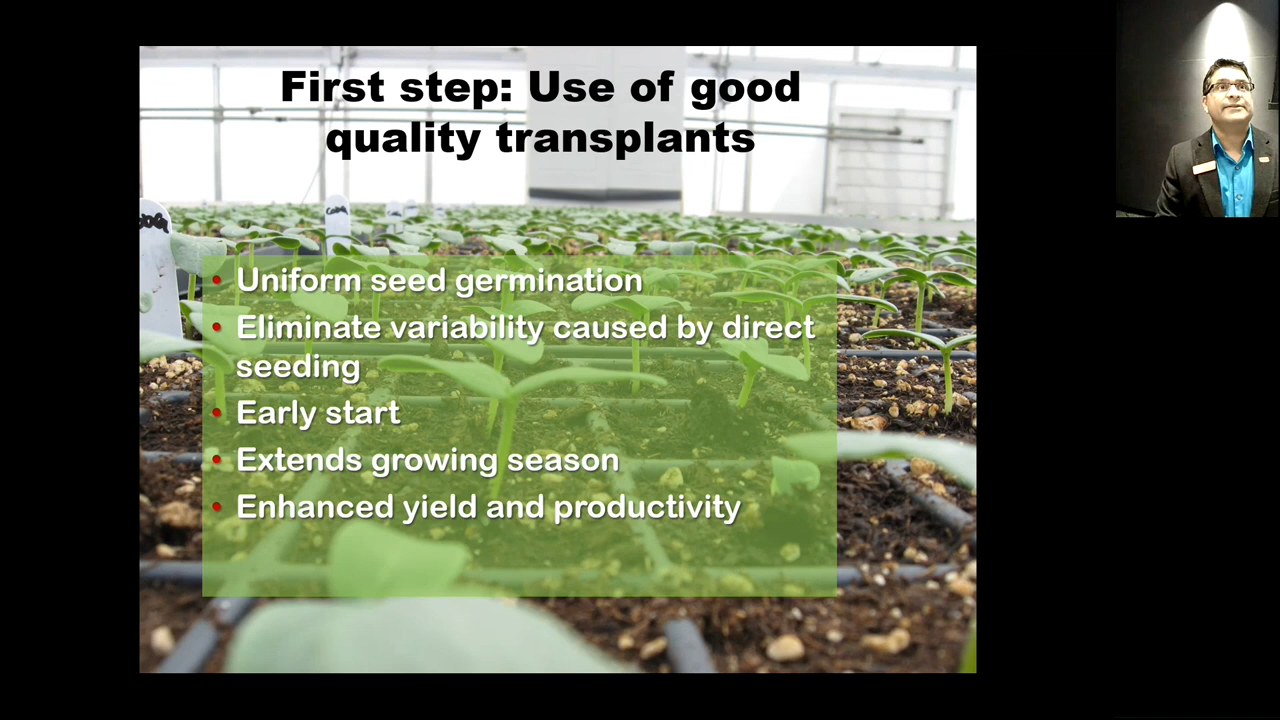 First step: Use of good
quality transplants
• Uniform seed germination
• Eliminate variability caused by direct
seeding
• Early start
• Extends growing season
• Enhanced yield and productivity